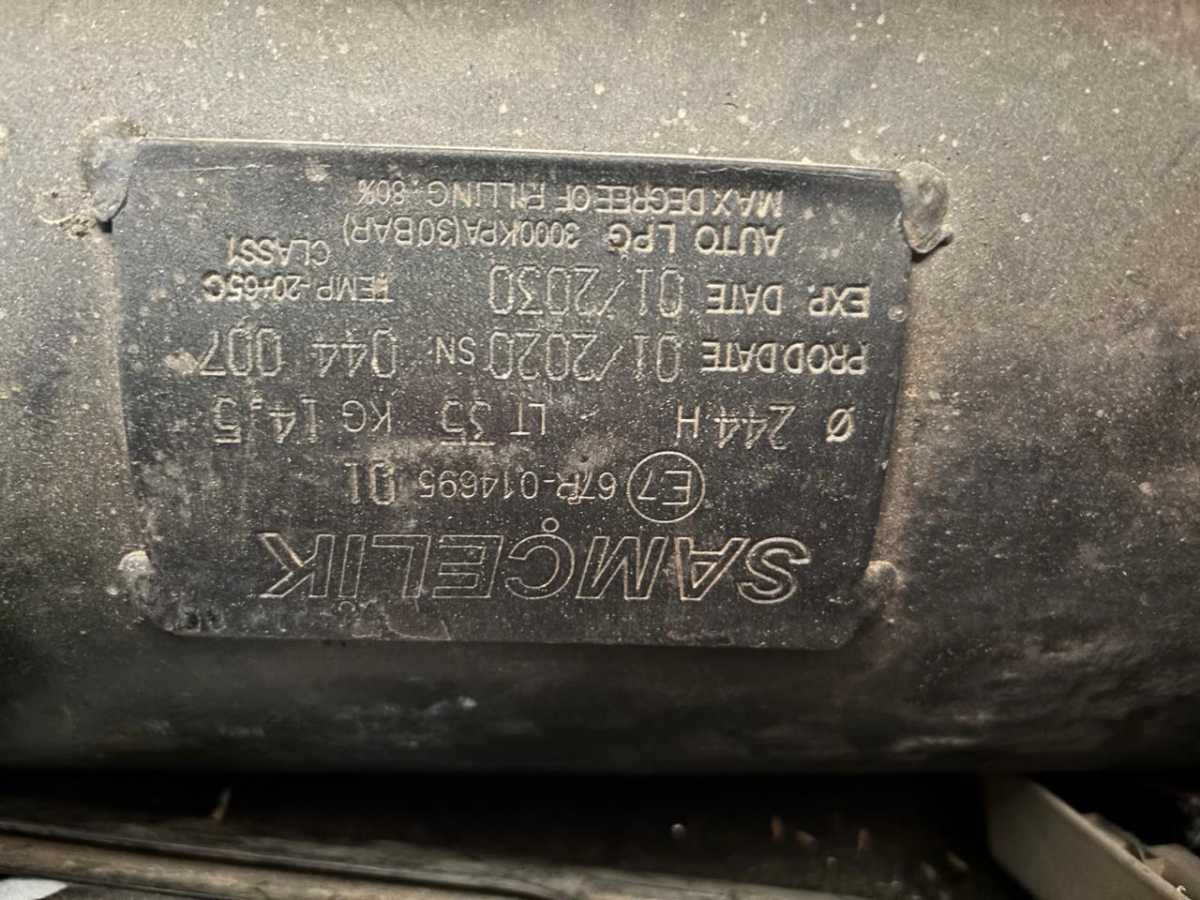 SAMÇELİK
E7 67R-014695 01
Ø 244 H LT 35 KG 14,5
PROD.DATE 01/2020 SN 044 007
EXP. DATE 01/2030 TEMP-20+65C
AUTO LPG 3000KPA(30BAR) CLASS1
MAX DEGREE OF FILLING : 80%